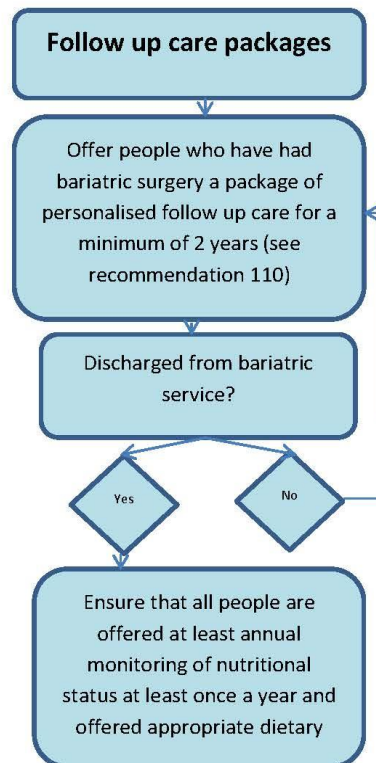 Follow up care packages
Offer people who have had
bariatric surgery a package of
personalised follow up care for a
minimum of 2 years (see
recommendation 110)
Discharged from bariatric
service?
Yes
No
Ensure that all people are
offered at least annual
monitoring of nutritional
status at least once a year and
offered appropriate dietary